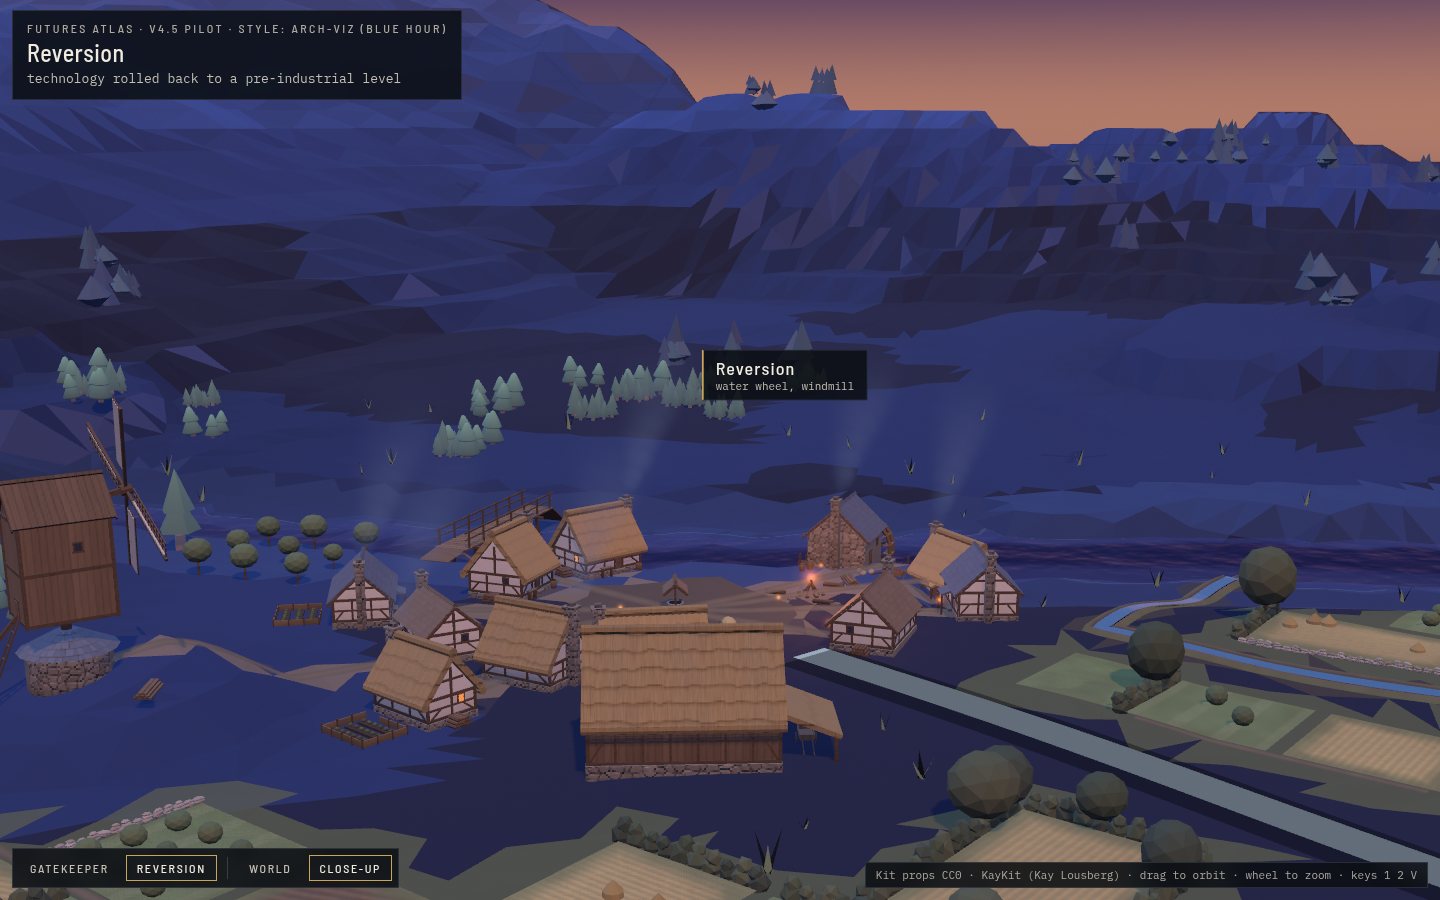 FUTURES ATLAS · V4.5 PILOT · STYLE: ARCH-VIZ (BLUE HOUR)
Reversion
technology rolled back to a pre-industrial level
Reversion
water wheel, windmill
GATEKEEPER REVERSION WORLD CLOSE-UP
Kit props CC0 · KayKit (Kay Lousberg) · drag to orbit · wheel to zoom · keys 1 2 V